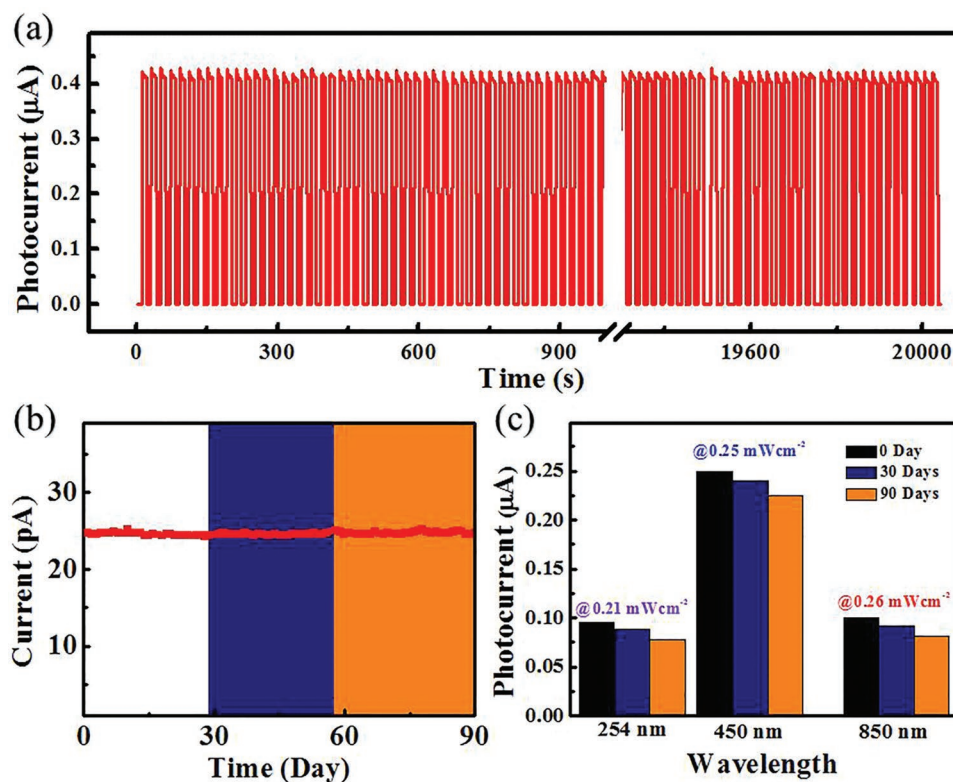 (a)
Photocurrent (μA)
0.4
0.3
0.2
0.1
0.0
0 300 600 900 19600 20000
Time (s)
(b)
Current (pA)
30
20
10
0 30 60 90
Time (Day)
(c)
Photocurrent (μA)
0.25
0.20
0.15
0.10
0.05
0.00
@0.25 mWcm⁻²
0 Day
30 Days
90 Days
@0.21 mWcm⁻²
@0.26 mWcm⁻²
254 nm 450 nm 850 nm
Wavelength